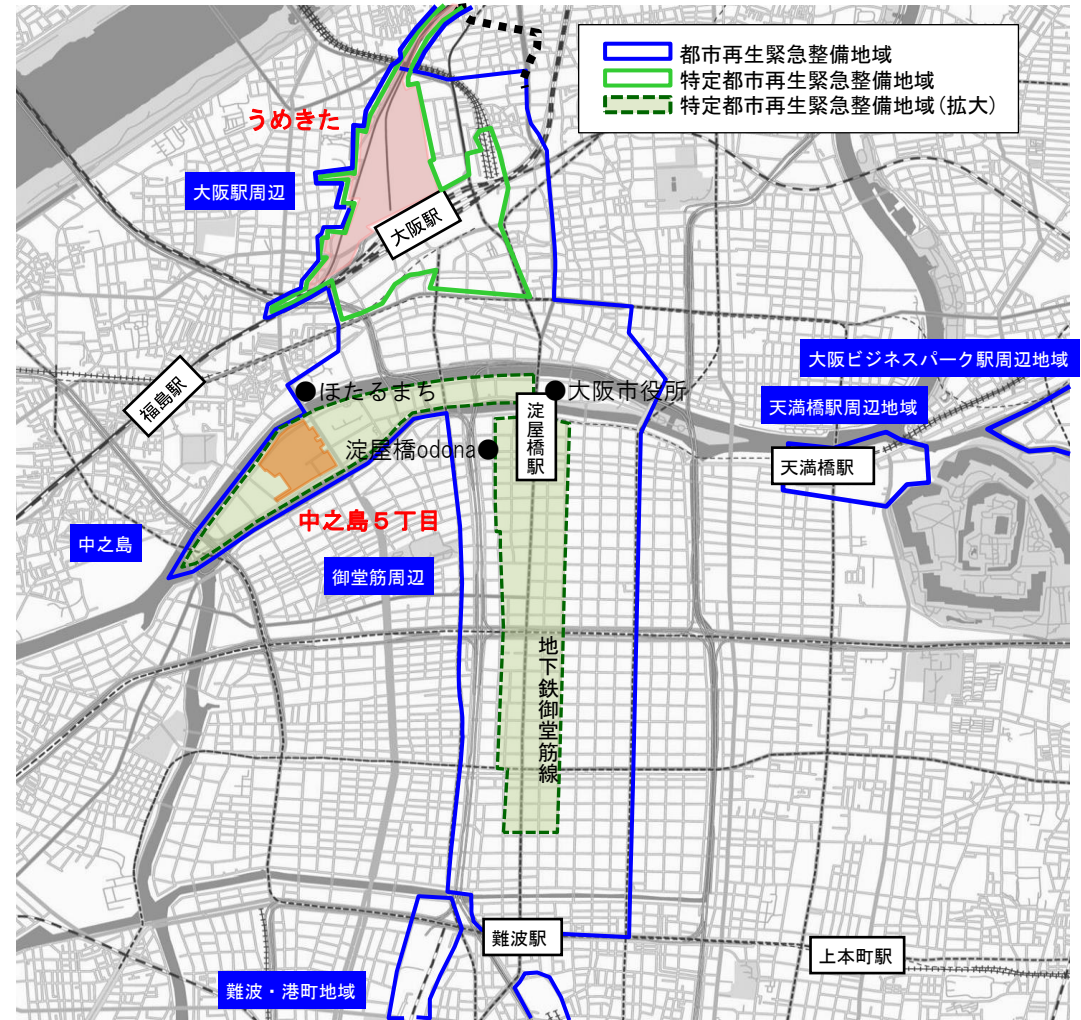 都市再生緊急整備地域
特定都市再生緊急整備地域
特定都市再生緊急整備地域(拡大)
うめきた
大阪駅周辺
大阪駅
福島駅
ほたるまち
大阪市役所
大阪ビジネスパーク駅周辺地域
天満橋駅周辺地域
淀屋橋駅
淀屋橋odona
天満橋駅
中之島5丁目
中之島
御堂筋周辺
地下鉄御堂筋線
難波駅
上本町駅
難波・港町地域